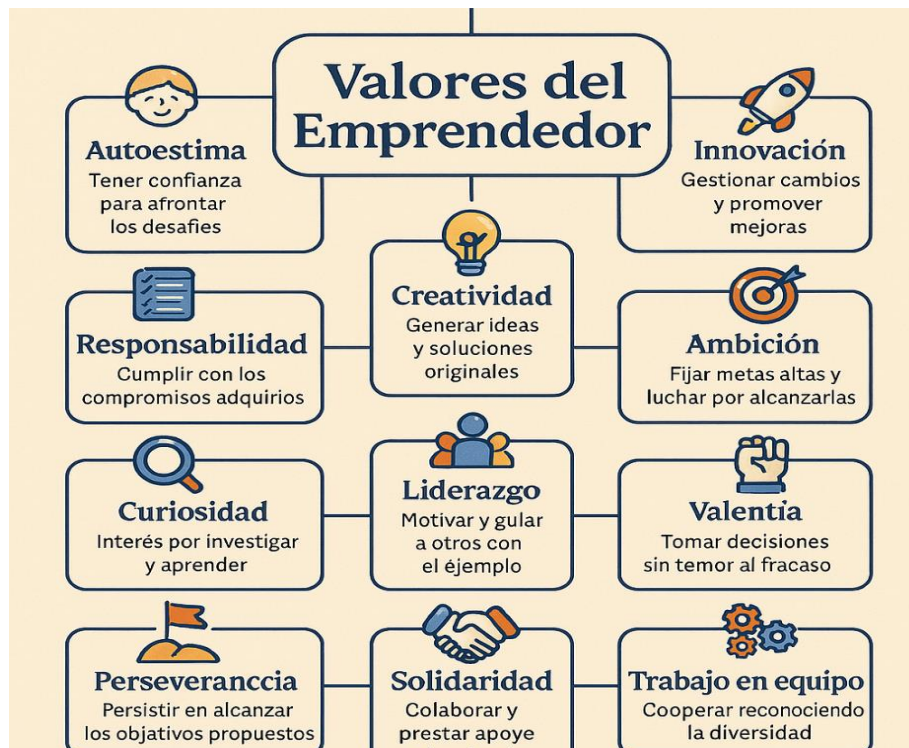 Valores del
Emprendedor
Autoestima
Tener confianza
para afrontar
los desafies
Innovación
Gestionar cambios
y promover
mejoras
Creatividad
Generar ideas
y soluciones
originales
Responsabilidad
Cumplir con los
compromisos adquirios
Ambición
Fijar metas altas y
luchar por alcanzarlas
Curiosidad
Interés por investigar
y aprender
Liderazgo
Motivar y gular
a otros con
el éjemplo
Valentía
Tomar decisiones
sin temor al fracaso
Perseveranccia
Persistir en alcanzar
los objativos propuestos
Solidaridad
Colaborar y
prestar apoye
Trabajo en equipo
Cooperar reconociendo
la diversidad